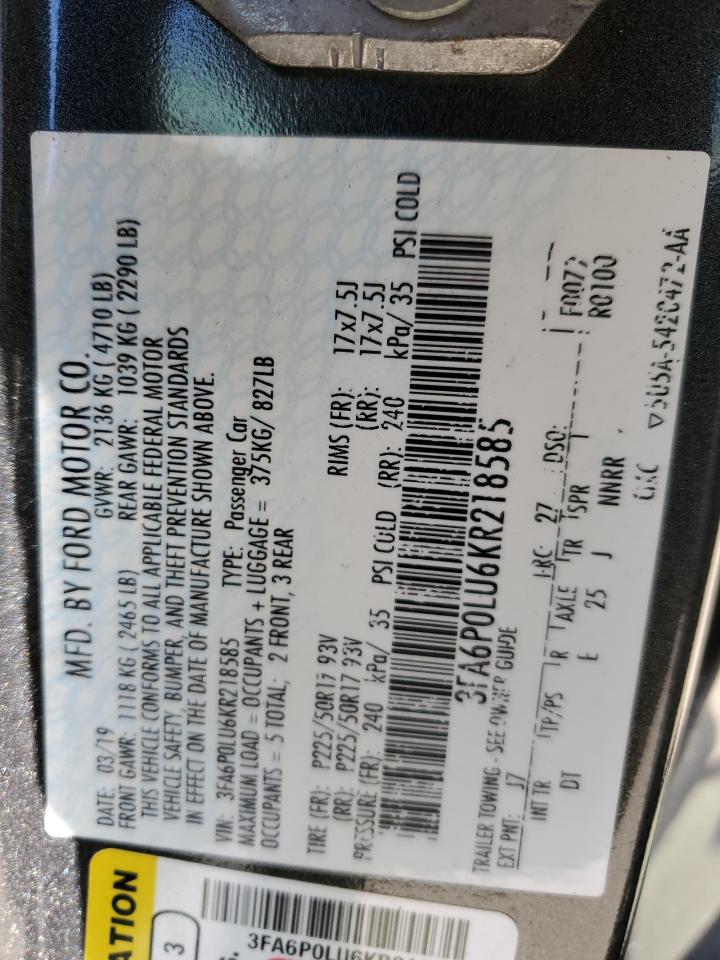 MFD. BY FORD MOTOR CO.
DATE: 03/19 GVWR: 2136 KG ( 4710 LB)
FRONT GAWR: 1118 KG ( 2465 LB) REAR GAWR: 1039 KG ( 2290 LB)
THIS VEHICLE CONFORMS TO ALL APPLICABLE FEDERAL MOTOR
VEHICLE SAFETY, BUMPER, AND THEFT PREVENTION STANDARDS
IN EFFECT ON THE DATE OF MANUFACTURE SHOWN ABOVE.
VIN: 3FA6P0LU6KR218585 TYPE: Passenger Car
MAXIMUM LOAD = OCCUPANTS + LUGGAGE = 375KG/ 827LB
OCCUPANTS = 5 TOTAL; 2 FRONT, 3 REAR
TIRE (FR): P225/50R17 93V RIMS (FR): 17x7.5J
(RR): P225/50R17 93V (RR): 17x7.5J
PRESSURE (FR): 240 kPa/ 35 PSI COLD (RR): 240 kPa/ 35 PSI COLD
3FA6P0LU6KR218585
TRAILER TOWING - SEE OWNER GUIDE
EXT PNT: J7 RC: 27 DSO: F0073
R0100
INT TR TP/PS R AXLE TR SPR
DT E 25 J NNRR
▽5U5A-5420472-AA
ATION
3
3FA6P0LU6KR